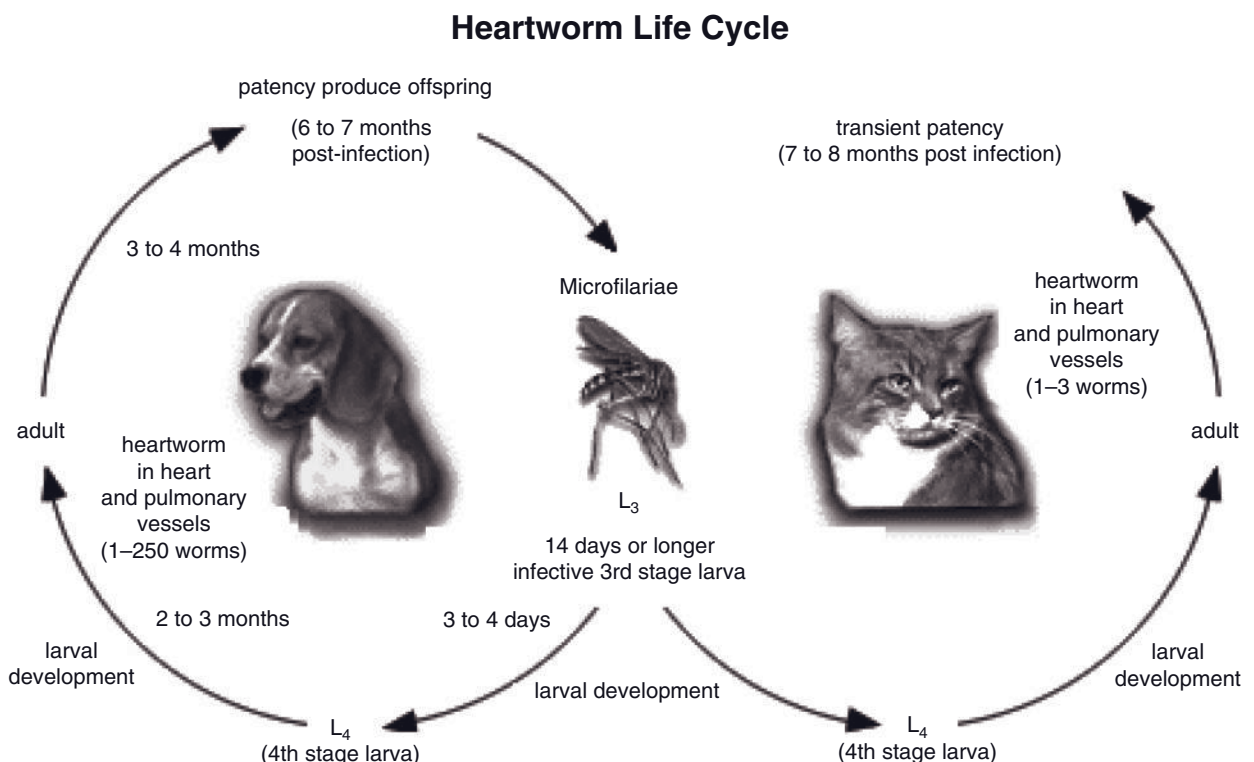 Heartworm Life Cycle
patency produce offspring
(6 to 7 months
post-infection)
3 to 4 months
adult
heartworm
in heart
and pulmonary
vessels
(1–250 worms)
2 to 3 months
larval
development
L₄
(4th stage larva)
Microfilariae
L₃
14 days or longer
infective 3rd stage larva
3 to 4 days
larval development
transient patency
(7 to 8 months post infection)
heartworm
in heart
and pulmonary
vessels
(1–3 worms)
adult
larval
development
L₄
(4th stage larva)